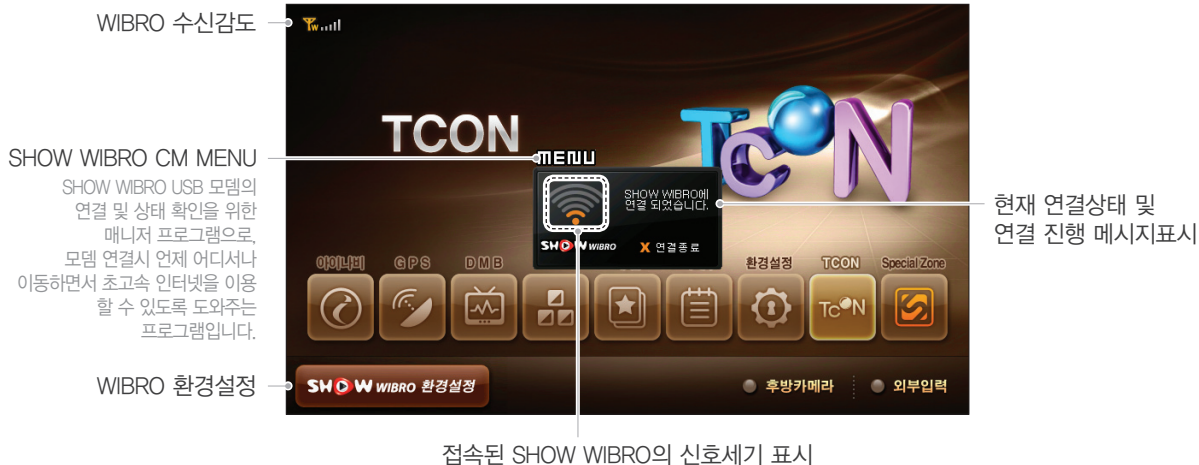 WIBRO 수신감도
TCON
TCON
SHOW WIBRO CM MENU
SHOW WIBRO USB 모뎀의
연결 및 상태 확인을 위한
매니저 프로그램으로,
모뎀 연결시 언제 어디서나
이동하면서 초고속 인터넷을 이용
할 수 있도록 도와주는
프로그램입니다.
MENU
SHOW WIBRO에
연결 되었습니다.
SHOW WIBRO
X 연결종료
현재 연결상태 및
연결 진행 메시지표시
아이나비 GPS DMB 환경설정 TCON Special Zone
TCON
WIBRO 환경설정
SHOW WIBRO 환경설정
후방카메라
외부입력
접속된 SHOW WIBRO의 신호세기 표시